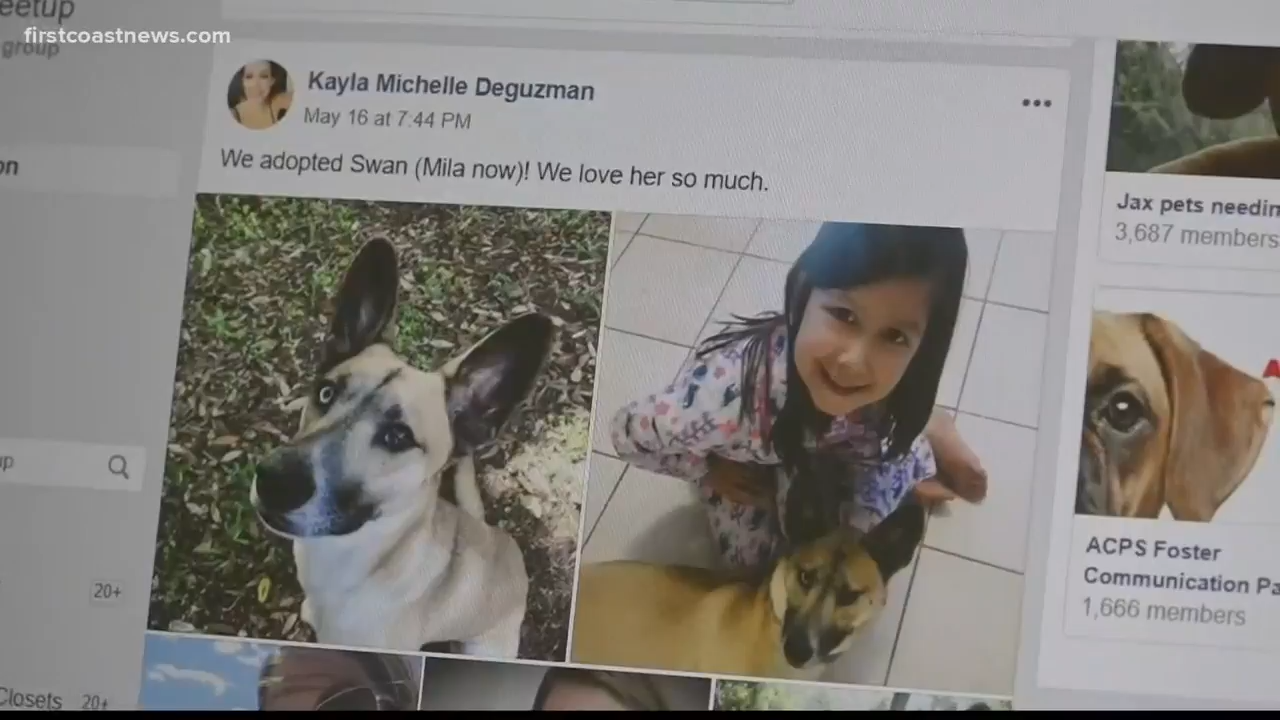 eetup
firstcoastnews.com
group
Kayla Michelle Deguzman
May 16 at 7:44 PM
We adopted Swan (Mila now)! We love her so much.
on
Jax pets needin
3,687 members
up
A
ACPS Foster
Communication Pa
1,666 members
20+
Closets 20+